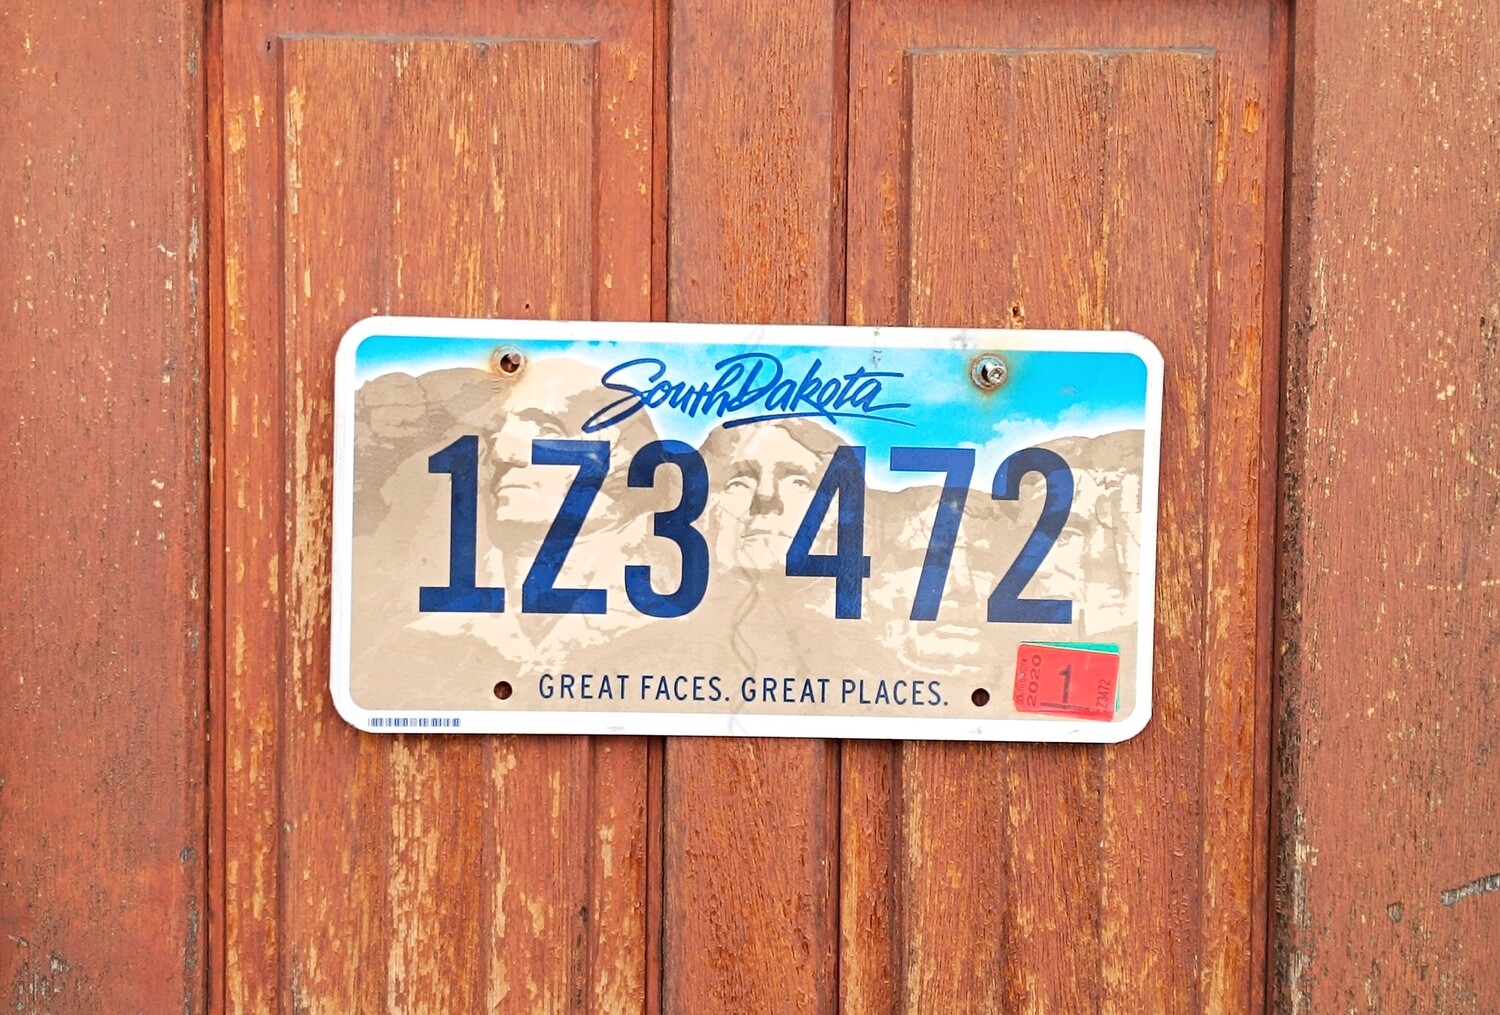 South Dakota
1Z3 472
GREAT FACES. GREAT PLACES.
2020
1